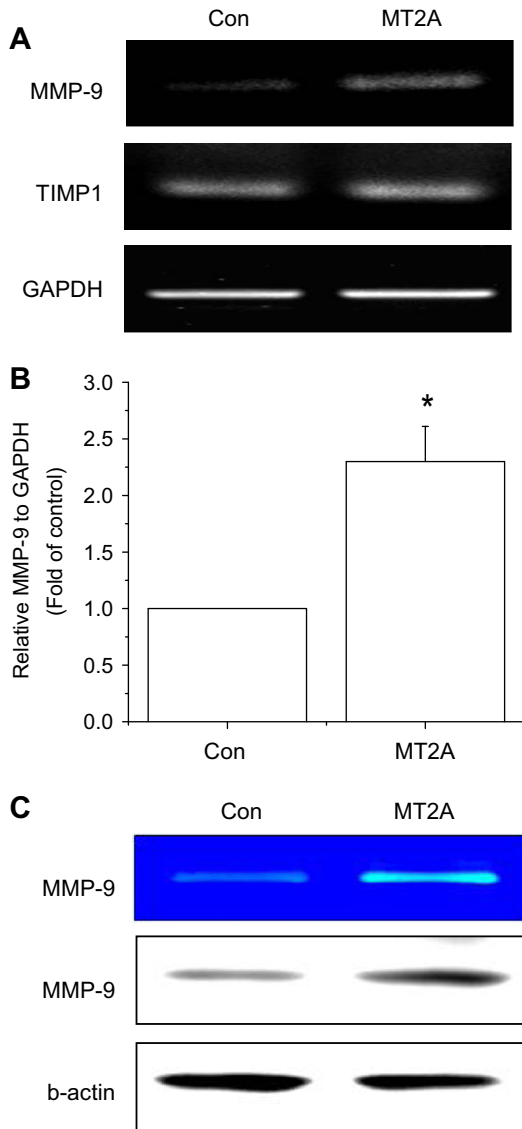 A
Con MT2A
MMP-9
TIMP1
GAPDH
B
Relative MMP-9 to GAPDH
(Fold of control)
3.0
2.5
2.0
1.5
1.0
0.5
0.0
*
Con MT2A
C
Con MT2A
MMP-9
MMP-9
b-actin